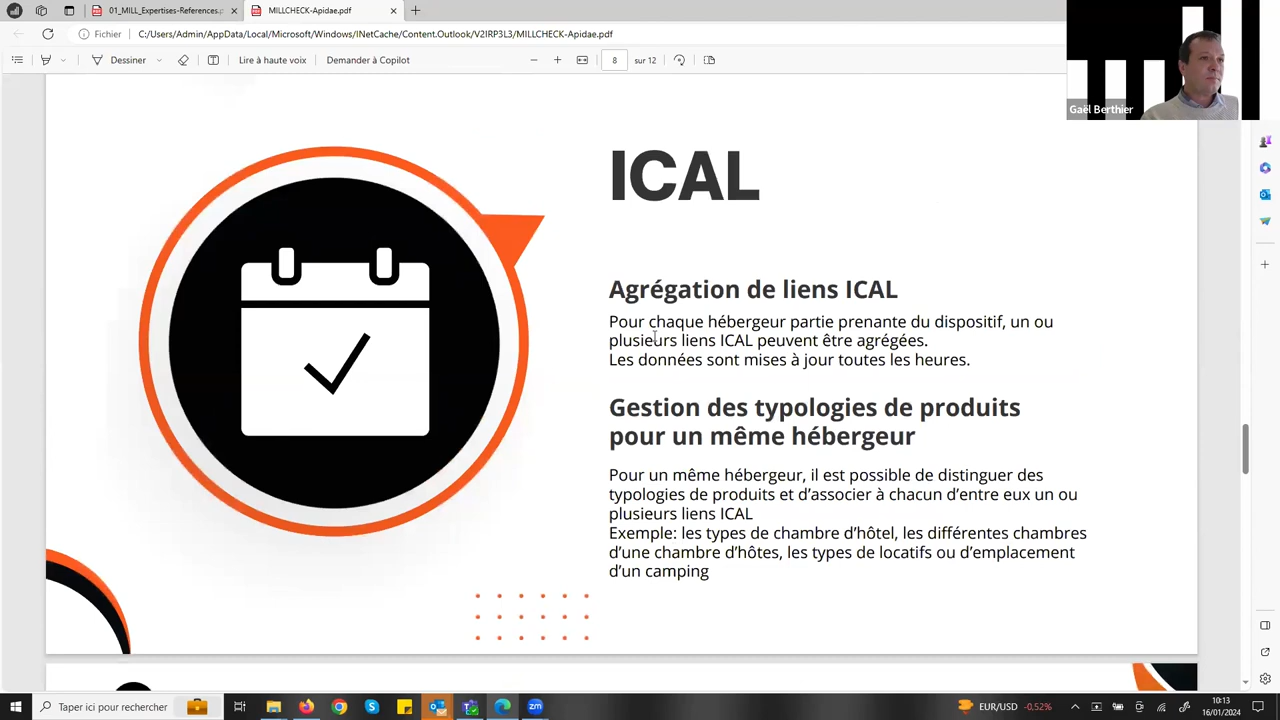 01_MILL_Expertises-References.p
MILLCHECK-Apidae.pdf
Fichier
C:/Users/Admin/AppData/Local/Microsoft/Windows/INetCache/Content.Outlook/V2IRP3L3/MILLCHECK-Apidae.pdf
Dessiner
Lire à haute voix
Demander à Copilot
8
sur 12
Gaël Berthier
ICAL
Agrégation de liens ICAL
Pour chaque hébergeur partie prenante du dispositif, un ou
plusieurs liens ICAL peuvent être agrégées.
Les données sont mises à jour toutes les heures.
Gestion des typologies de produits
pour un même hébergeur
Pour un même hébergeur, il est possible de distinguer des
typologies de produits et d’associer à chacun d’entre eux un ou
plusieurs liens ICAL
Exemple: les types de chambre d’hôtel, les différentes chambres
d’une chambre d’hôtes, les types de locatifs ou d’emplacement
d’un camping
Taper ici pour rechercher
zm
EUR/USD
-0,52%
10:13
16/01/2024